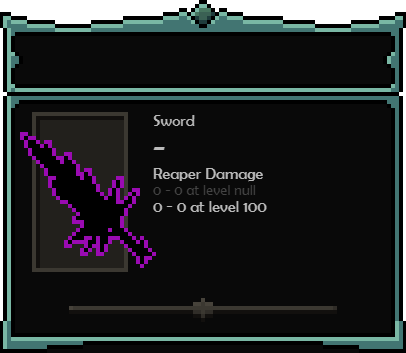 Sword
–
Reaper Damage
0 - 0 at level null
0 - 0 at level 100